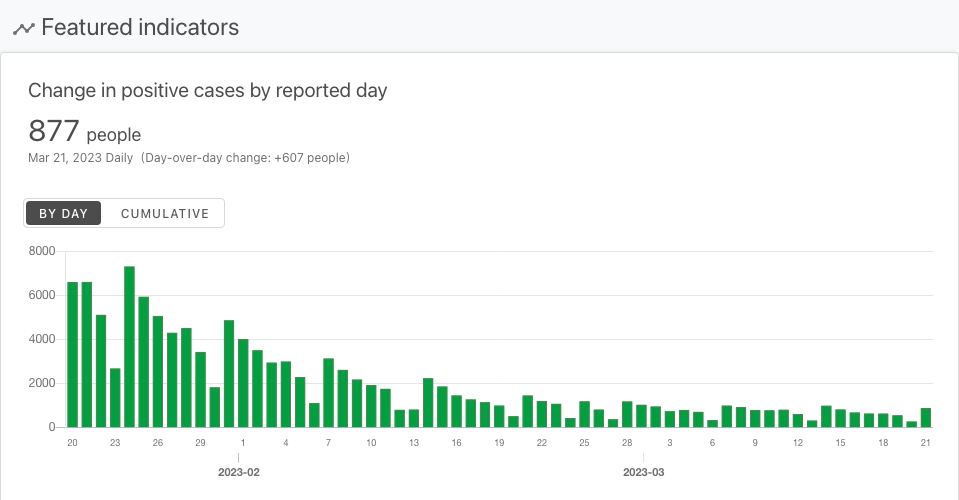 Featured indicators
Change in positive cases by reported day
877 people
Mar 21, 2023 Daily (Day-over-day change: +607 people)
BY DAY CUMULATIVE
8000
6000
4000
2000
0
20 23 26 29 1 4 7 10 13 16 19 22 25 28 3 6 9 12 15 18 21
2023-02 2023-03